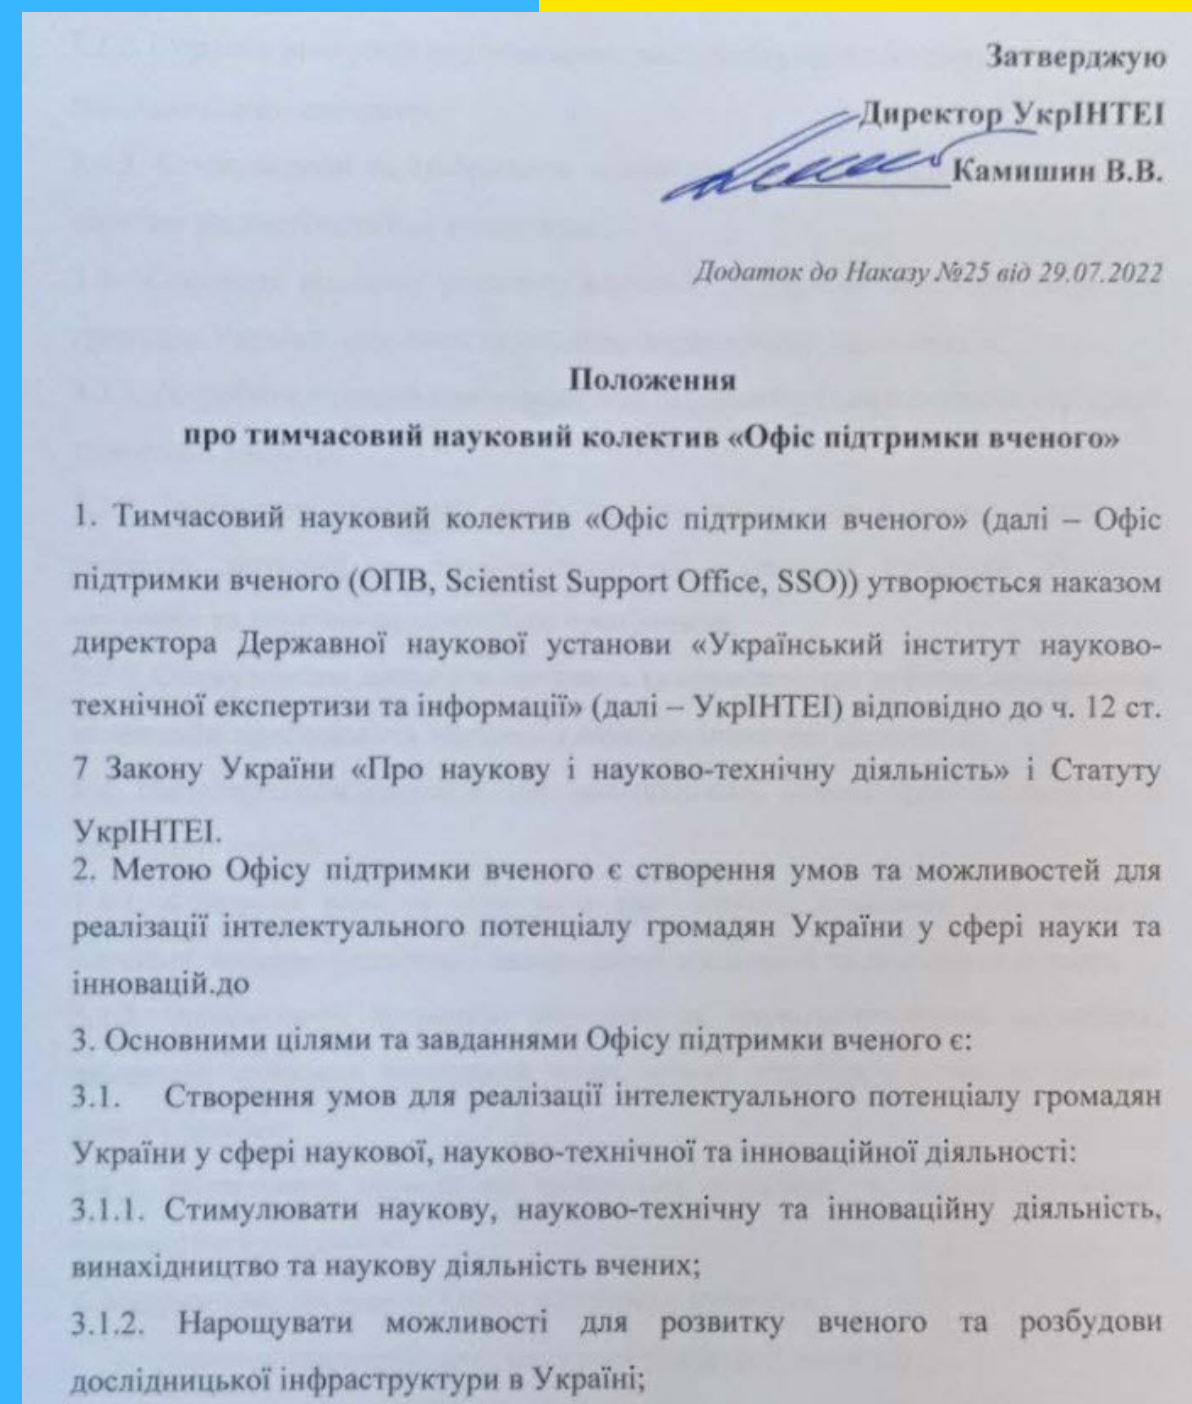 Затверджую
Директор УкрІНТЕІ
Камишин В.В.
Додаток до Наказу №25 від 29.07.2022
Положення
про тимчасовий науковий колектив «Офіс підтримки вченого»
1. Тимчасовий науковий колектив «Офіс підтримки вченого» (далі – Офіс
підтримки вченого (ОПВ, Scientist Support Office, SSO)) утворюється наказом
директора Державної наукової установи «Український інститут науково-
технічної експертизи та інформації» (далі – УкрІНТЕІ) відповідно до ч. 12 ст.
7 Закону України «Про наукову і науково-технічну діяльність» і Статуту
УкрІНТЕІ.
2. Метою Офісу підтримки вченого є створення умов та можливостей для
реалізації інтелектуального потенціалу громадян України у сфері науки та
інновацій.до
3. Основними цілями та завданнями Офісу підтримки вченого є:
3.1. Створення умов для реалізації інтелектуального потенціалу громадян
України у сфері наукової, науково-технічної та інноваційної діяльності:
3.1.1. Стимулювати наукову, науково-технічну та інноваційну діяльність,
винахідництво та наукову діяльність вчених;
3.1.2. Нарощувати можливості для розвитку вченого та розбудови
дослідницької інфраструктури в Україні;